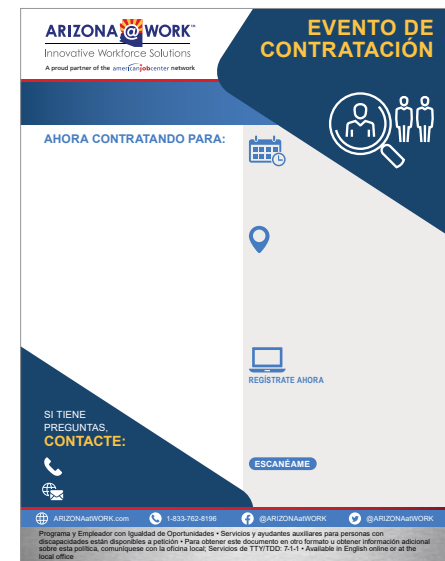 ARIZONA@WORK™
Innovative Workforce Solutions
A proud partner of the americanjobcenter network
EVENTO DE
CONTRATACIÓN
AHORA CONTRATANDO PARA:
REGÍSTRATE AHORA
SI TIENE
PREGUNTAS,
CONTACTE:
ESCANÉAME
ARIZONAatWORK.com 1-833-762-8196 @ARIZONAatWORK @ARIZONAatWORK
Programa y Empleador con Igualdad de Oportunidades • Servicios y ayudantes auxiliares para personas con
discapacidades están disponibles a petición • Para obtener este documento en otro formato u obtener información adicional
sobre esta política, comuníquese con la oficina local; Servicios de TTY/TDD: 7-1-1 • Available in English online or at the
local office